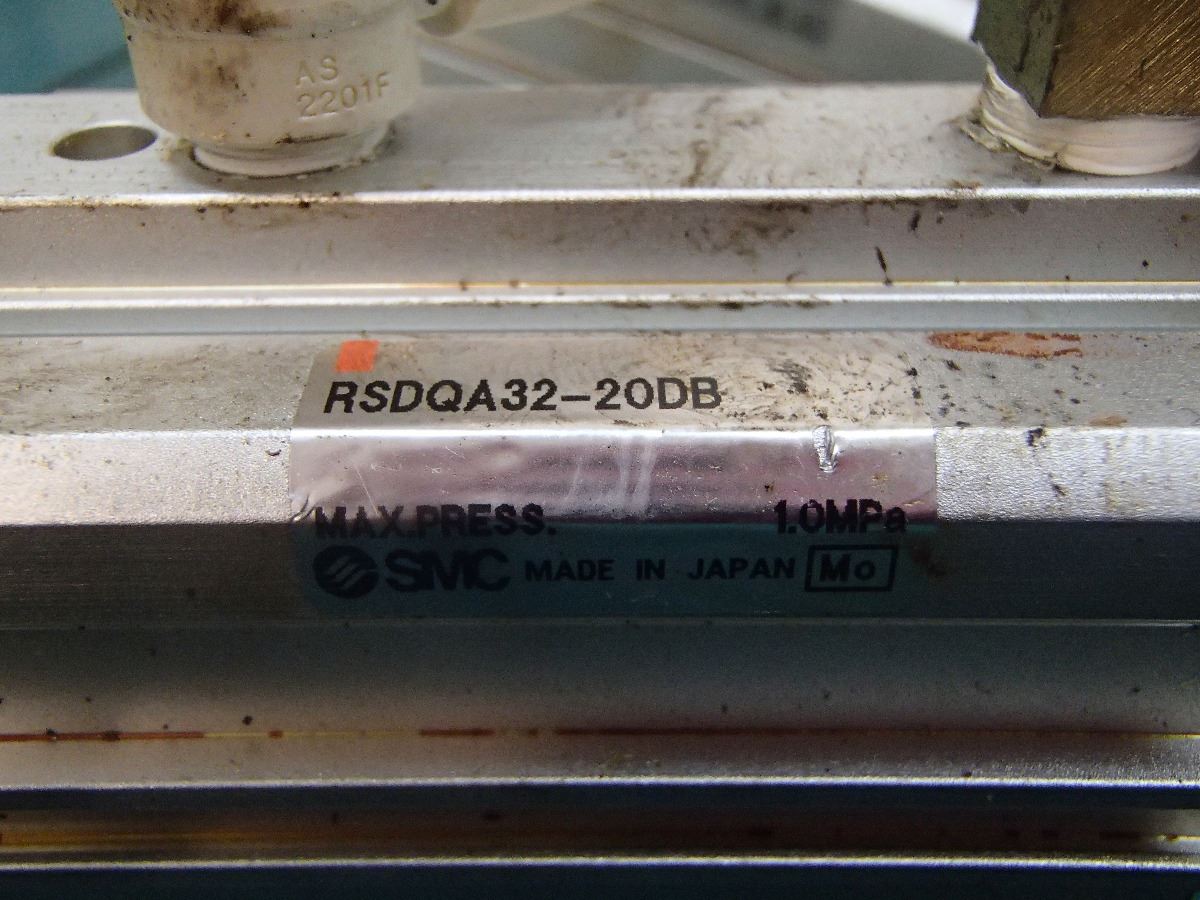 AS
2201F
RSDQA32-20DB
MAX.PRESS. 1.0MPa
SMC MADE IN JAPAN Mo